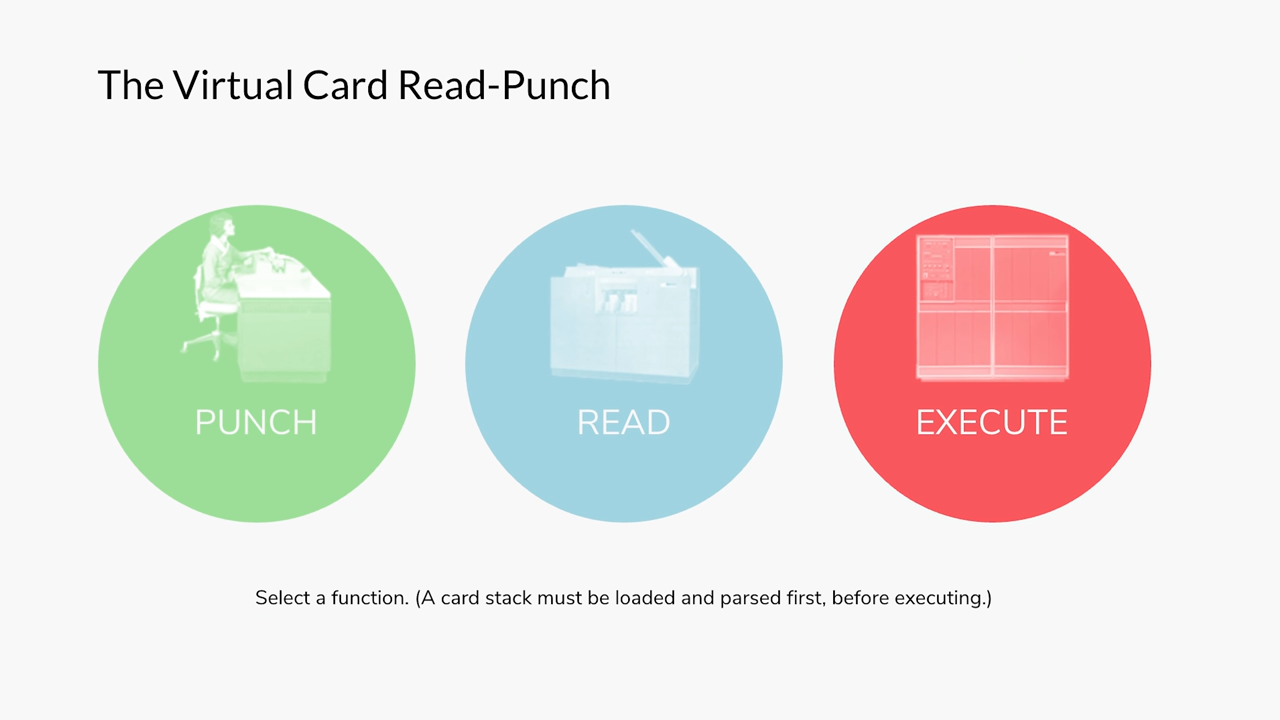 The Virtual Card Read-Punch
PUNCH
READ
EXECUTE
Select a function. (A card stack must be loaded and parsed first, before executing.)